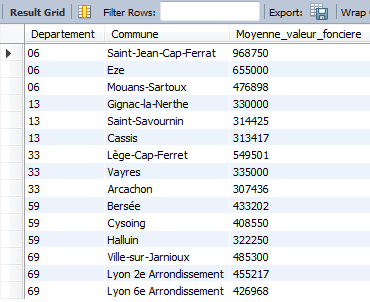 Result Grid Filter Rows: Export: Wrap
Departement Commune Moyenne_valeur_fonciere
06 Saint-Jean-Cap-Ferrat 968750
06 Eze 655000
06 Mouans-Sartoux 476898
13 Gignac-la-Nerthe 330000
13 Saint-Savournin 314425
13 Cassis 313417
33 Lège-Cap-Ferret 549501
33 Vayres 335000
33 Arcachon 307436
59 Bersée 433202
59 Cysoing 408550
59 Halluin 322250
69 Ville-sur-Jarnioux 485300
69 Lyon 2e Arrondissement 455217
69 Lyon 6e Arrondissement 426968